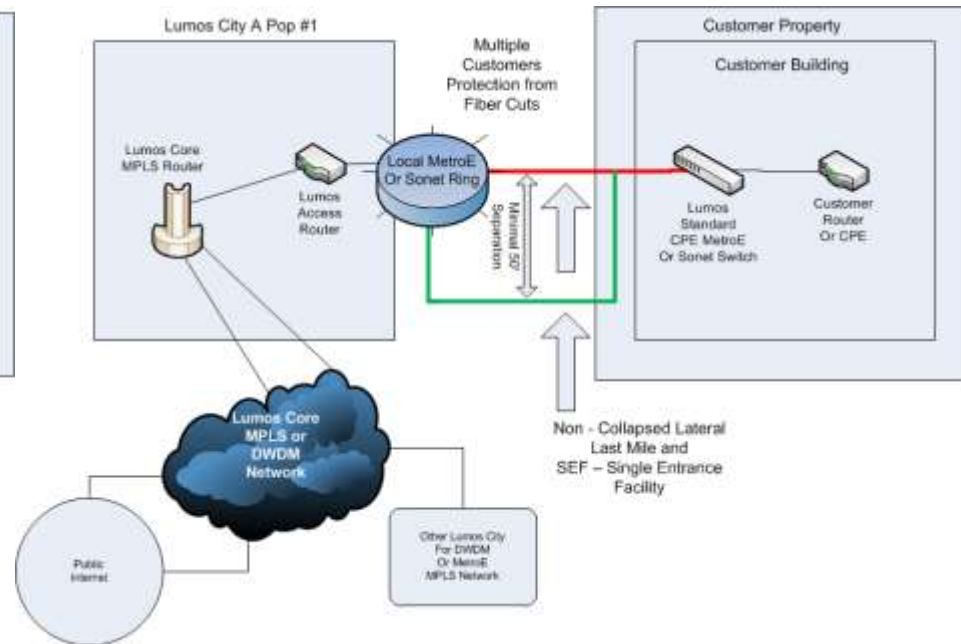 Lumos City A Pop #1
Multiple
Customers
Protection from
Fiber Cuts
Customer Property
Customer Building
Lumos Core
MPLS Router
Lumos
Access
Router
Local MetroE
Or Sonet Ring
Minimal 50'
Separation
Lumos
Standard
CPE MetroE
Or Sonet Switch
Customer
Router
Or CPE
Lumos Core
MPLS or
DWDM
Network
Non - Collapsed Lateral
Last Mile and
SEF – Single Entrance
Facility
Public
Internet
Other Lumos City
For DWDM
Or MetroE
MPLS Network